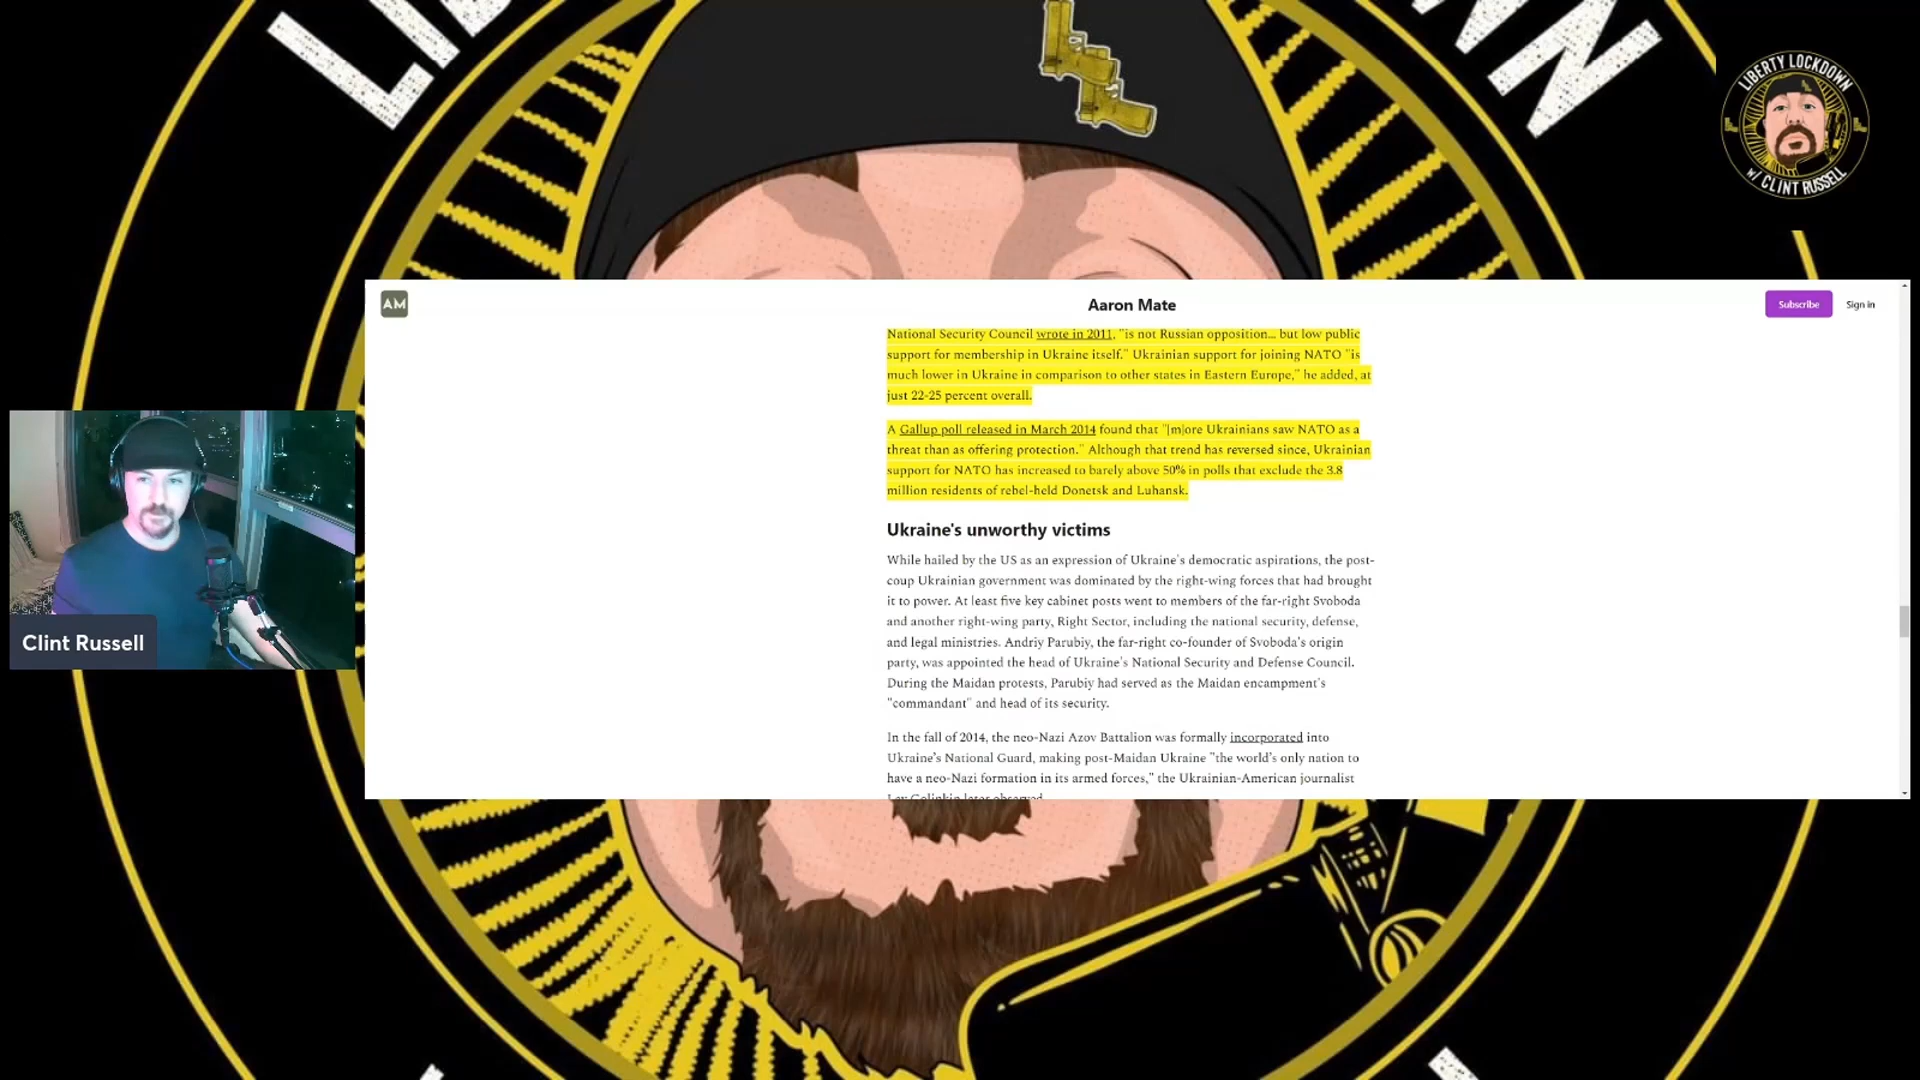 LIBERTY LOCKDOWN
W/ CLINT RUSSELL
AM
Aaron Mate
Subscribe
Sign in
National Security Council wrote in 2011, "is not Russian opposition... but low public
support for membership in Ukraine itself." Ukrainian support for joining NATO "is
much lower in Ukraine in comparison to other states in Eastern Europe," he added, at
just 22-25 percent overall.
A Gallup poll released in March 2014 found that "[m]ore Ukrainians saw NATO as a
threat than as offering protection." Although that trend has reversed since, Ukrainian
support for NATO has increased to barely above 50% in polls that exclude the 3.8
million residents of rebel-held Donetsk and Luhansk.
Ukraine's unworthy victims
While hailed by the US as an expression of Ukraine's democratic aspirations, the post-
coup Ukrainian government was dominated by the right-wing forces that had brought
it to power. At least five key cabinet posts went to members of the far-right Svoboda
and another right-wing party, Right Sector, including the national security, defense,
and legal ministries. Andriy Parubiy, the far-right co-founder of Svoboda's origin
party, was appointed the head of Ukraine's National Security and Defense Council.
During the Maidan protests, Parubiy had served as the Maidan encampment's
"commandant" and head of its security.
In the fall of 2014, the neo-Nazi Azov Battalion was formally incorporated into
Ukraine's National Guard, making post-Maidan Ukraine "the world's only nation to
have a neo-Nazi formation in its armed forces," the Ukrainian-American journalist
Lev Golinkin later observed.
Clint Russell